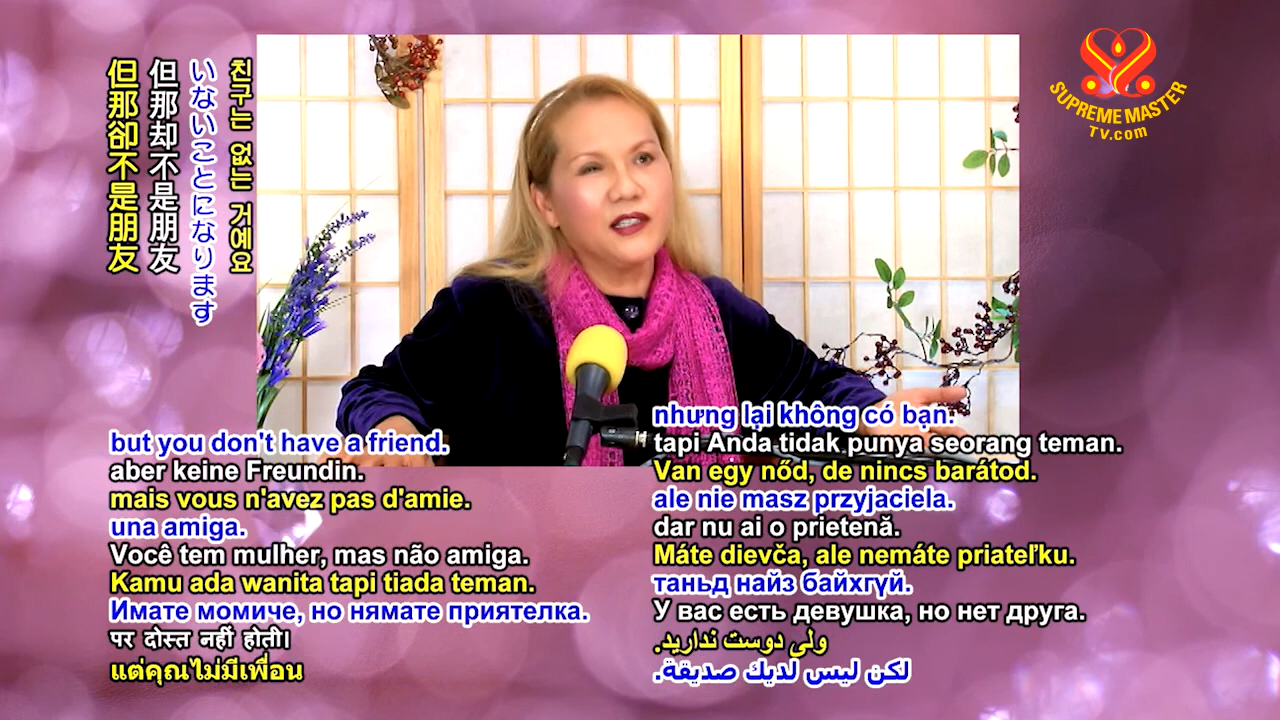 친구는 없는 거예요
いないことになります
但那却不是朋友
但那卻不是朋友
SUPREME MASTER
TV.com
but you don't have a friend.
aber keine Freundin.
mais vous n'avez pas d'amie.
una amiga.
Você tem mulher, mas não amiga.
Kamu ada wanita tapi tiada teman.
Имате момиче, но нямате приятелка.
पर दोस्त नहीं होती।
แต่คุณไม่มีเพื่อน
nhưng lại không có bạn.
tapi Anda tidak punya seorang teman.
Van egy nőd, de nincs barátod.
ale nie masz przyjaciela.
dar nu ai o prietenă.
Máte dievča, ale nemáte priateľku.
таньд найз байхгүй.
У вас есть девушка, но нет друга.
ولی دوست ندارید.
لكن ليس لديك صديقة.